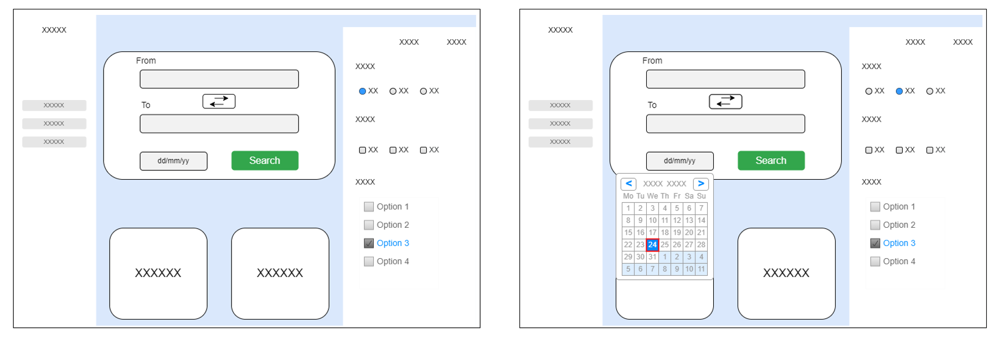 XXXXX
XXXX XXXX
From
XXXX
XX XX XX
To
XXXXX
XXXX
XXXXX
XXXXX
XX XX XX
dd/mm/yy Search
XXXX
Option 1
Option 2
Option 3
Option 4
XXXXXX XXXXXX
XXXXX
XXXX XXXX
From
XXXX
XX XX XX
To
XXXXX
XXXX
XXXXX
XXXXX
XX XX XX
dd/mm/yy Search
XXXX
< XXXX XXXX >
Mo Tu We Th Fr Sa Su
1 2 3 4 5 6 7
8 9 10 11 12 13 14
15 16 17 18 19 20 21
22 23 24 25 26 27 28
29 30 31 1 2 3 4
5 6 7 8 9 10 11
Option 1
Option 2
Option 3
Option 4
XXXXXX